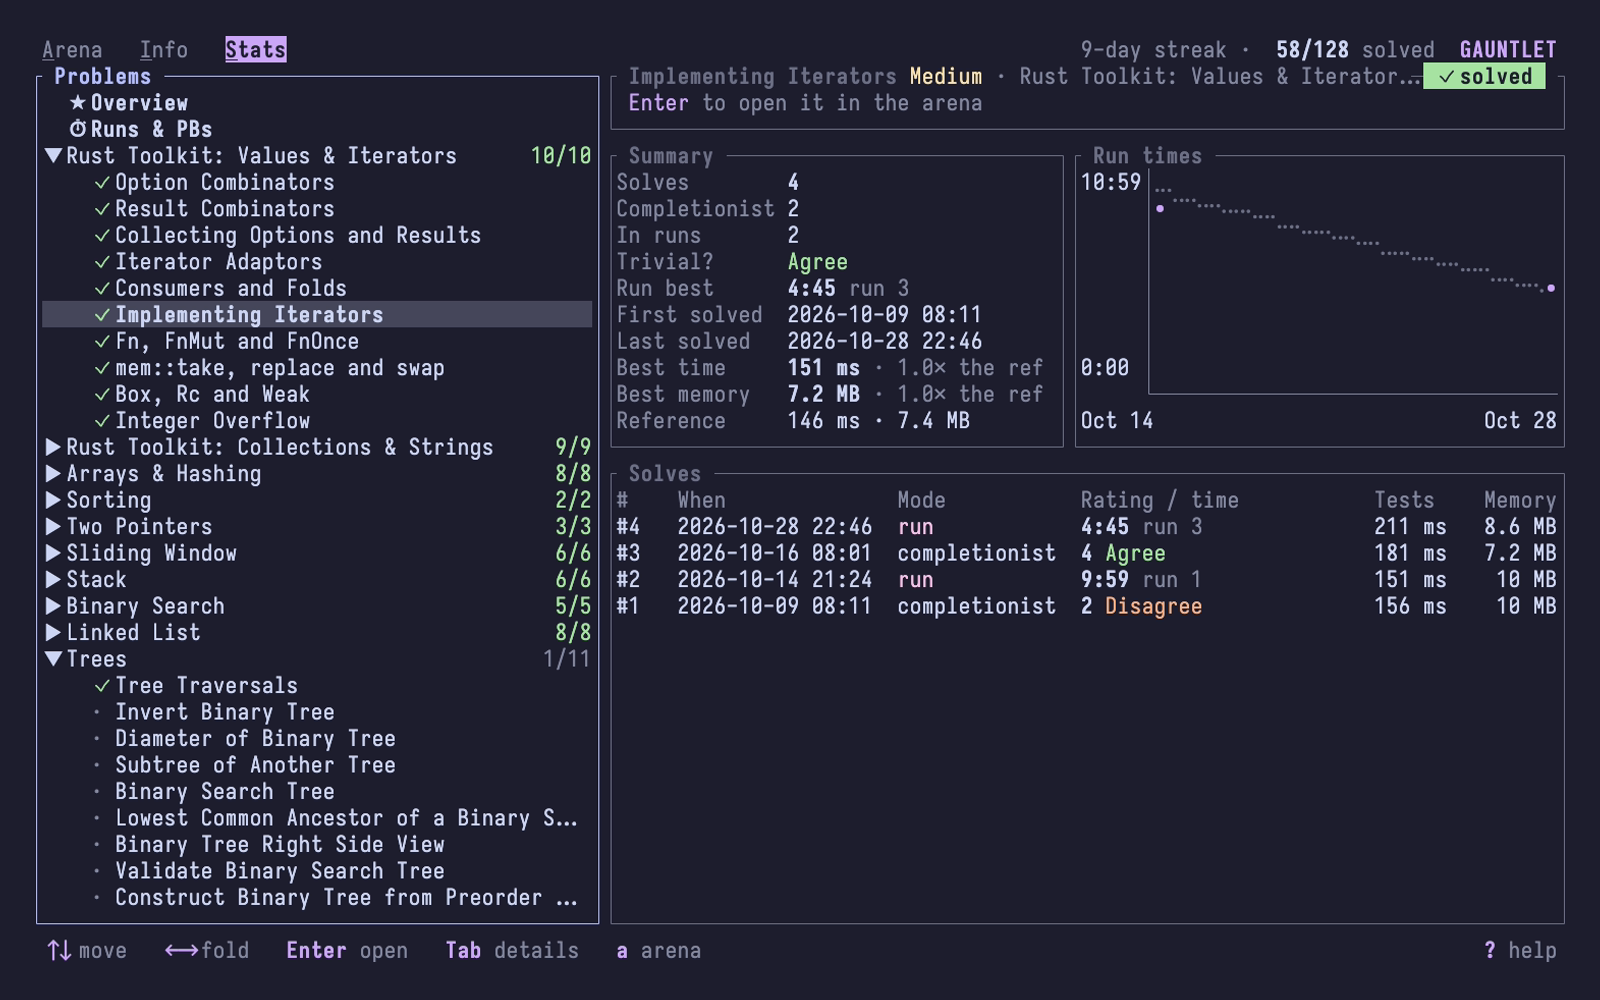 Arena Info Stats 9-day streak · 58/128 solved GAUNTLET
Problems
★ Overview
⏱ Runs & PBs
▼ Rust Toolkit: Values & Iterators 10/10
✓ Option Combinators
✓ Result Combinators
✓ Collecting Options and Results
✓ Iterator Adaptors
✓ Consumers and Folds
✓ Implementing Iterators
✓ Fn, FnMut and FnOnce
✓ mem::take, replace and swap
✓ Box, Rc and Weak
✓ Integer Overflow
▶ Rust Toolkit: Collections & Strings 9/9
▶ Arrays & Hashing 8/8
▶ Sorting 2/2
▶ Two Pointers 3/3
▶ Sliding Window 6/6
▶ Stack 6/6
▶ Binary Search 5/5
▶ Linked List 8/8
▼ Trees 1/11
✓ Tree Traversals
· Invert Binary Tree
· Diameter of Binary Tree
· Subtree of Another Tree
· Binary Search Tree
· Lowest Common Ancestor of a Binary S...
· Binary Tree Right Side View
· Validate Binary Search Tree
· Construct Binary Tree from Preorder ...
Implementing Iterators Medium · Rust Toolkit: Values & Iterator... ✓ solved
Enter to open it in the arena
Summary
Solves 4
Completionist 2
In runs 2
Trivial? Agree
Run best 4:45 run 3
First solved 2026-10-09 08:11
Last solved 2026-10-28 22:46
Best time 151 ms · 1.0× the ref
Best memory 7.2 MB · 1.0× the ref
Reference 146 ms · 7.4 MB
Run times
10:59
0:00
Oct 14 Oct 28
Solves
# When Mode Rating / time Tests Memory
#4 2026-10-28 22:46 run 4:45 run 3 211 ms 8.6 MB
#3 2026-10-16 08:01 completionist 4 Agree 181 ms 7.2 MB
#2 2026-10-14 21:24 run 9:59 run 1 151 ms 10 MB
#1 2026-10-09 08:11 completionist 2 Disagree 156 ms 10 MB
↑↓ move ←→ fold Enter open Tab details a arena ? help